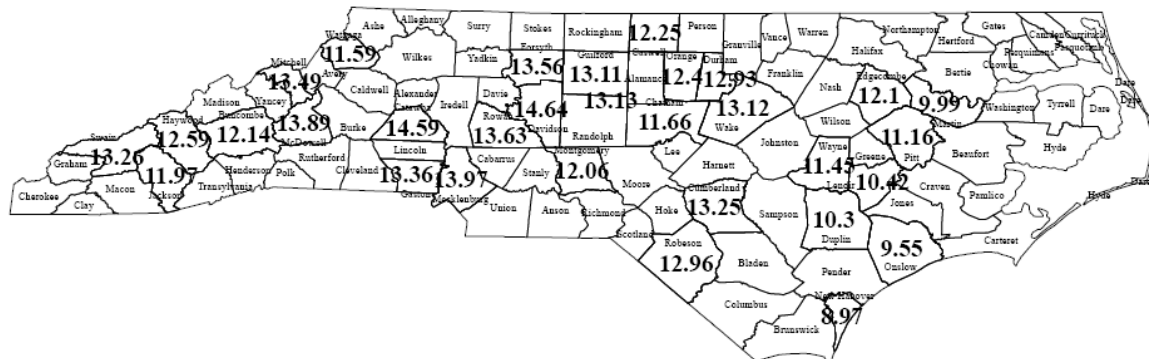 Ashe
Alleghany
Surry
Stokes
Rockingham
12.25
Person
Caswell
Granville
Vance
Warren
Northampton
Gates
Camden
Currituck
Pasquotank
Perquimans
Chowan
Hertford
Halifax
Watauga
11.59
Wilkes
Yadkin
Forsyth
13.56
Guilford
13.11
Alamance
Orange
12.4
Durham
12.93
Franklin
Nash
Edgecombe
12.1
Bertie
9.99
Martin
Washington
Tyrrell
Dare
Dare
Dare
Mitchell
13.49
Avery
Caldwell
Alexander
Iredell
Davie
14.64
Davidson
13.13
Randolph
Chatham
11.66
13.12
Wake
Wilson
Madison
Yancey
13.89
McDowell
Burke
Catawba
14.59
Rowan
13.63
Johnston
Wayne
11.45
Greene
11.16
Pitt
Beaufort
Hyde
Swain
Haywood
12.59
Buncombe
12.14
Rutherford
Lincoln
Cabarrus
Stanly
Montgomery
12.06
Moore
Lee
Harnett
Lenoir
10.42
Craven
Pamlico
Hyde
Graham
13.26
11.97
Jackson
Henderson
Transylvania
Polk
Cleveland
13.36
Gaston
13.97
Mecklenburg
Union
Anson
Richmond
Hoke
Cumberland
13.25
Sampson
10.3
Duplin
Jones
Carteret
Cherokee
Clay
Macon
Scotland
Robeson
12.96
Bladen
Pender
9.55
Onslow
Columbus
Brunswick
New Hanover
8.97